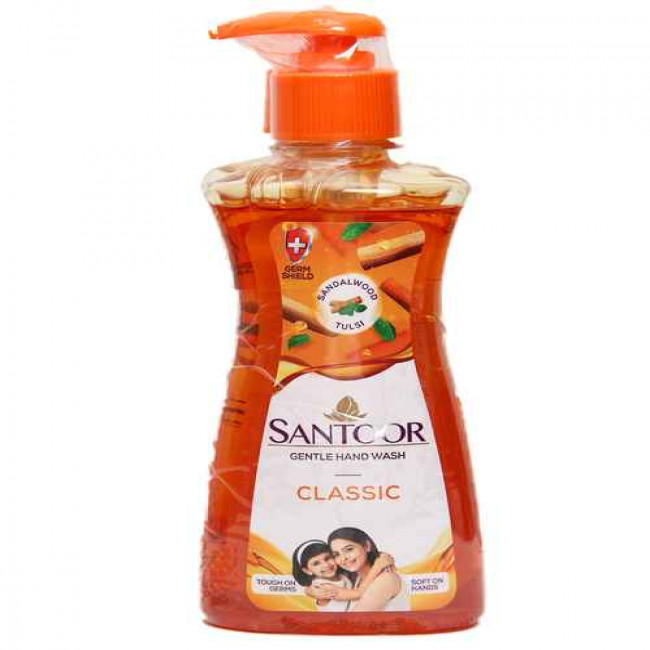 GERM
SHIELD
SANDALWOOD
TULSI
SANTOOR
GENTLE HAND WASH
CLASSIC
TOUGH ON
GERMS
SOFT ON
HANDS